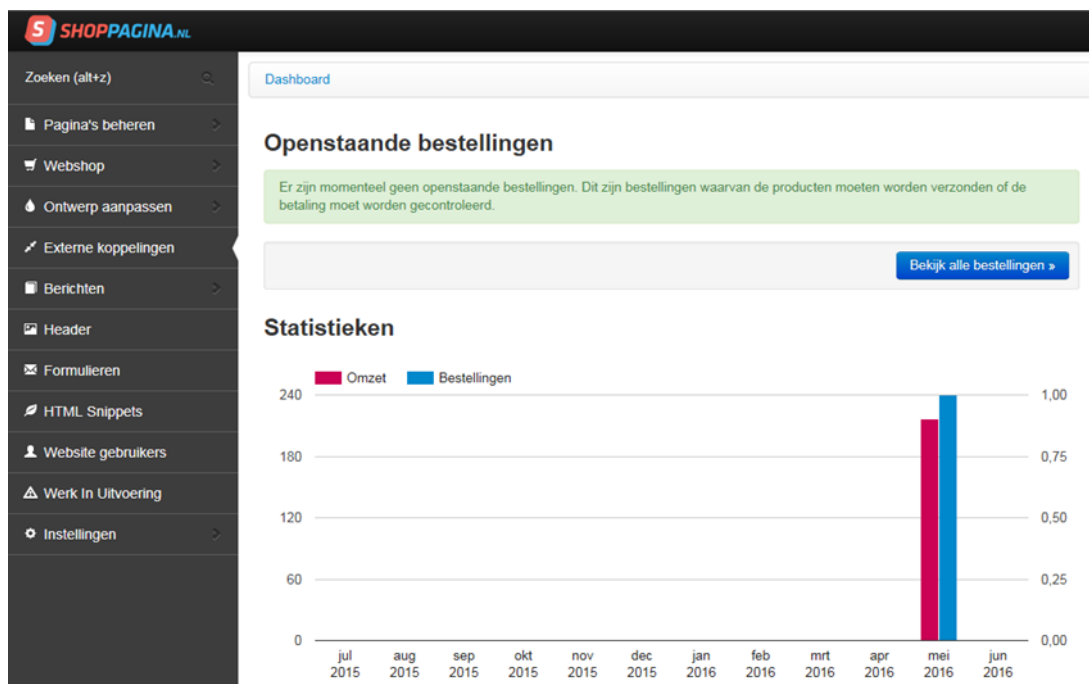 S SHOPPAGINA.NL
Zoeken (alt+z)
Pagina's beheren
Webshop
Ontwerp aanpassen
Externe koppelingen
Berichten
Header
Formulieren
HTML Snippets
Website gebruikers
Werk In Uitvoering
Instellingen
Dashboard
Openstaande bestellingen
Er zijn momenteel geen openstaande bestellingen. Dit zijn bestellingen waarvan de producten moeten worden verzonden of de
betaling moet worden gecontroleerd.
Bekijk alle bestellingen »
Statistieken
Omzet Bestellingen
240 1,00
180 0,75
120 0,50
60 0,25
0 0,00
jul aug sep okt nov dec jan feb mrt apr mei jun
2015 2015 2015 2015 2015 2015 2016 2016 2016 2016 2016 2016